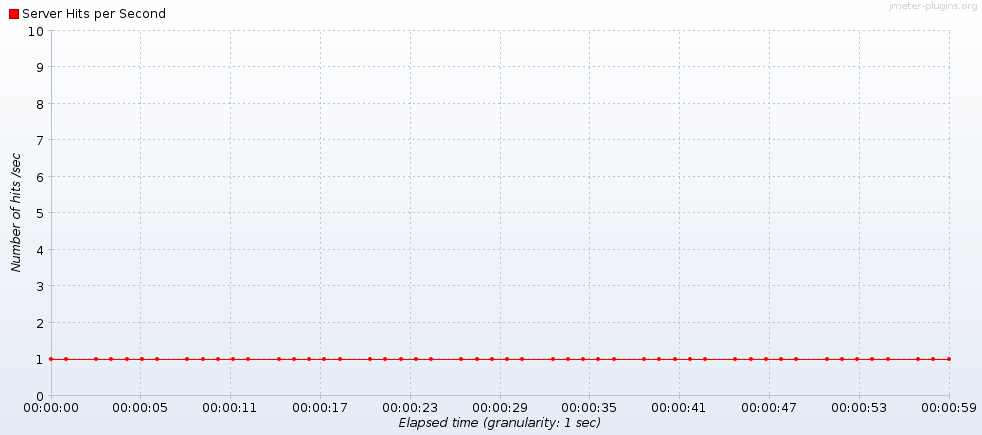 Server Hits per Second
jmeter-plugins.org
10
9
8
7
6
5
4
3
2
1
0
Number of hits /sec
00:00:00 00:00:05 00:00:11 00:00:17 00:00:23 00:00:29 00:00:35 00:00:41 00:00:47 00:00:53 00:00:59
Elapsed time (granularity: 1 sec)